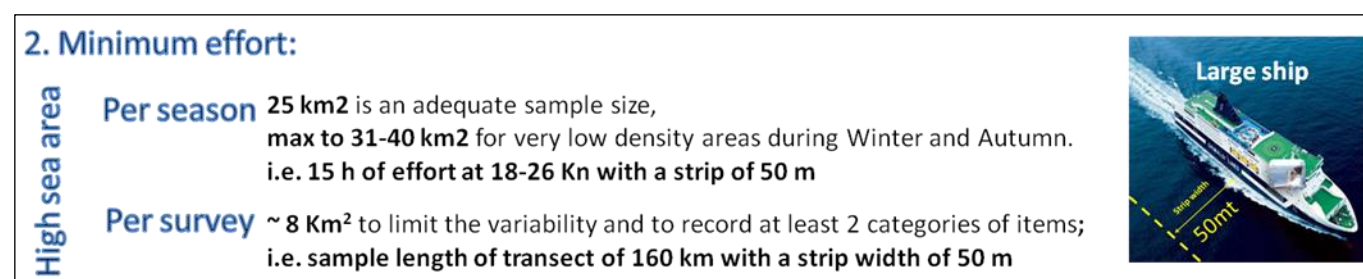 2. Minimum effort:
High sea area
Per season 25 km2 is an adequate sample size,
max to 31-40 km2 for very low density areas during Winter and Autumn.
i.e. 15 h of effort at 18-26 Kn with a strip of 50 m
Per survey ~ 8 Km² to limit the variability and to record at least 2 categories of items;
i.e. sample length of transect of 160 km with a strip width of 50 m
Large ship
Strip width
50mt